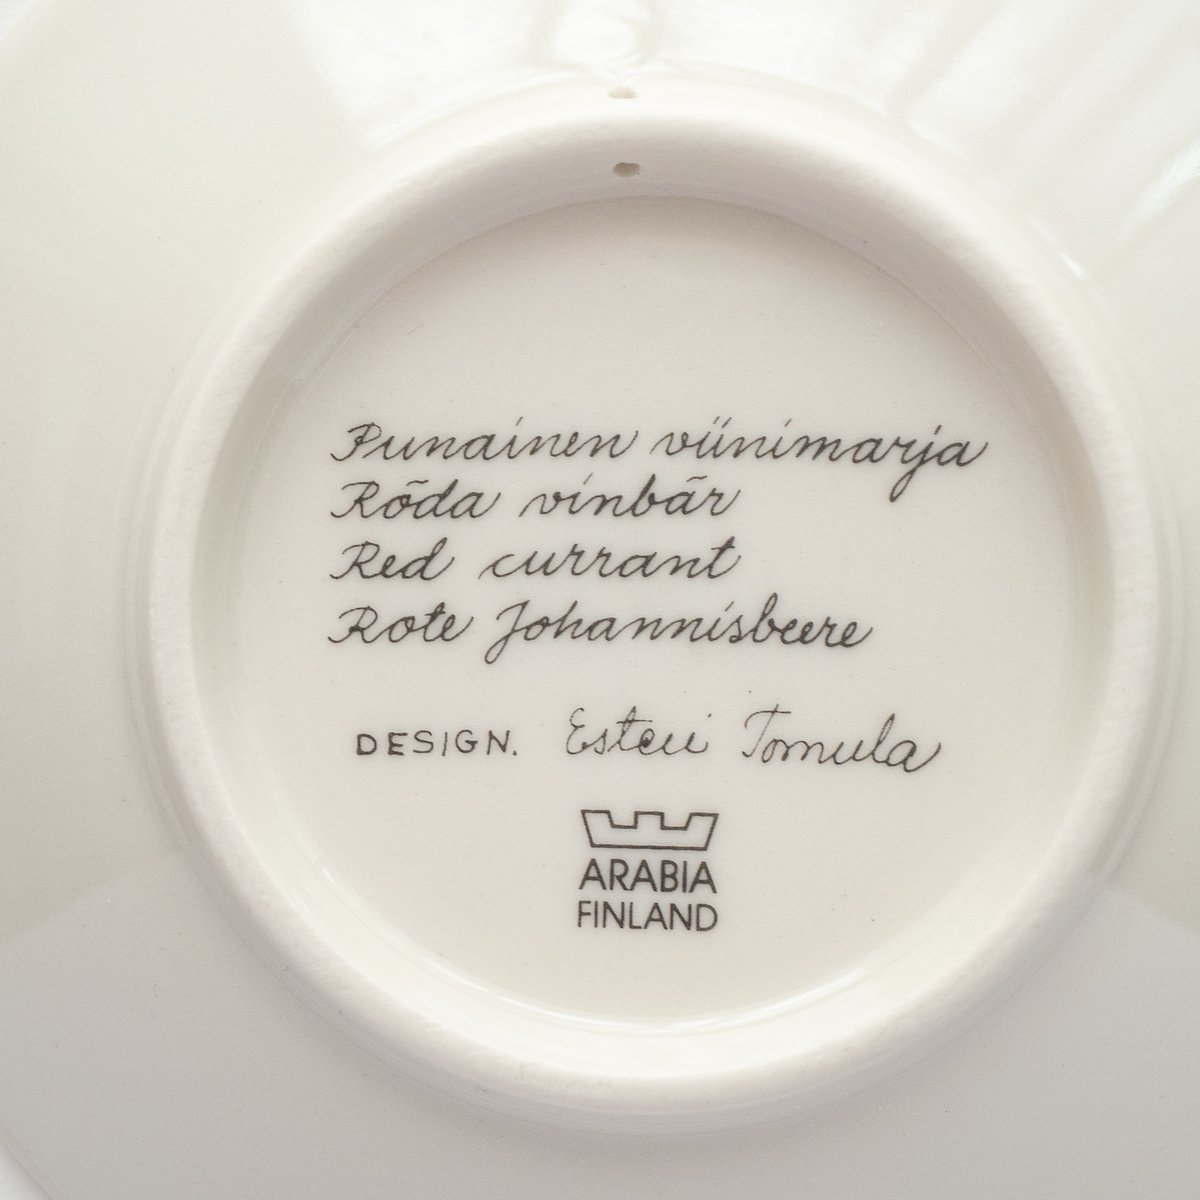 Punainen viinimarja
Röda vinbär
Red currant
Rote Johannisbeere
DESIGN. Esteri Tomula
ARABIA
FINLAND